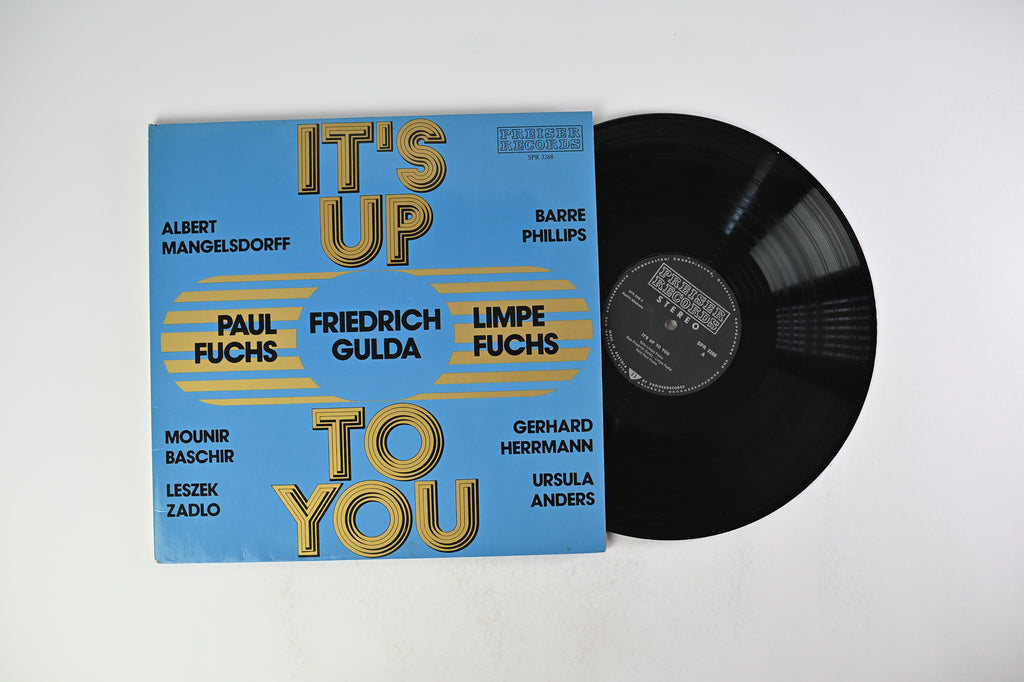 IT'S
UP
PREISER
RECORDS
SPR 3268
ALBERT
MANGELSDORFF
BARRE
PHILLIPS
PAUL
FUCHS
FRIEDRICH
GULDA
LIMPE
FUCHS
TO
YOU
MOUNIR
BASCHIR
GERHARD
HERRMANN
LESZEK
ZADLO
URSULA
ANDERS
PREISER
RECORDS
STEREO
SPR 3268
A
IT'S UP TO YOU